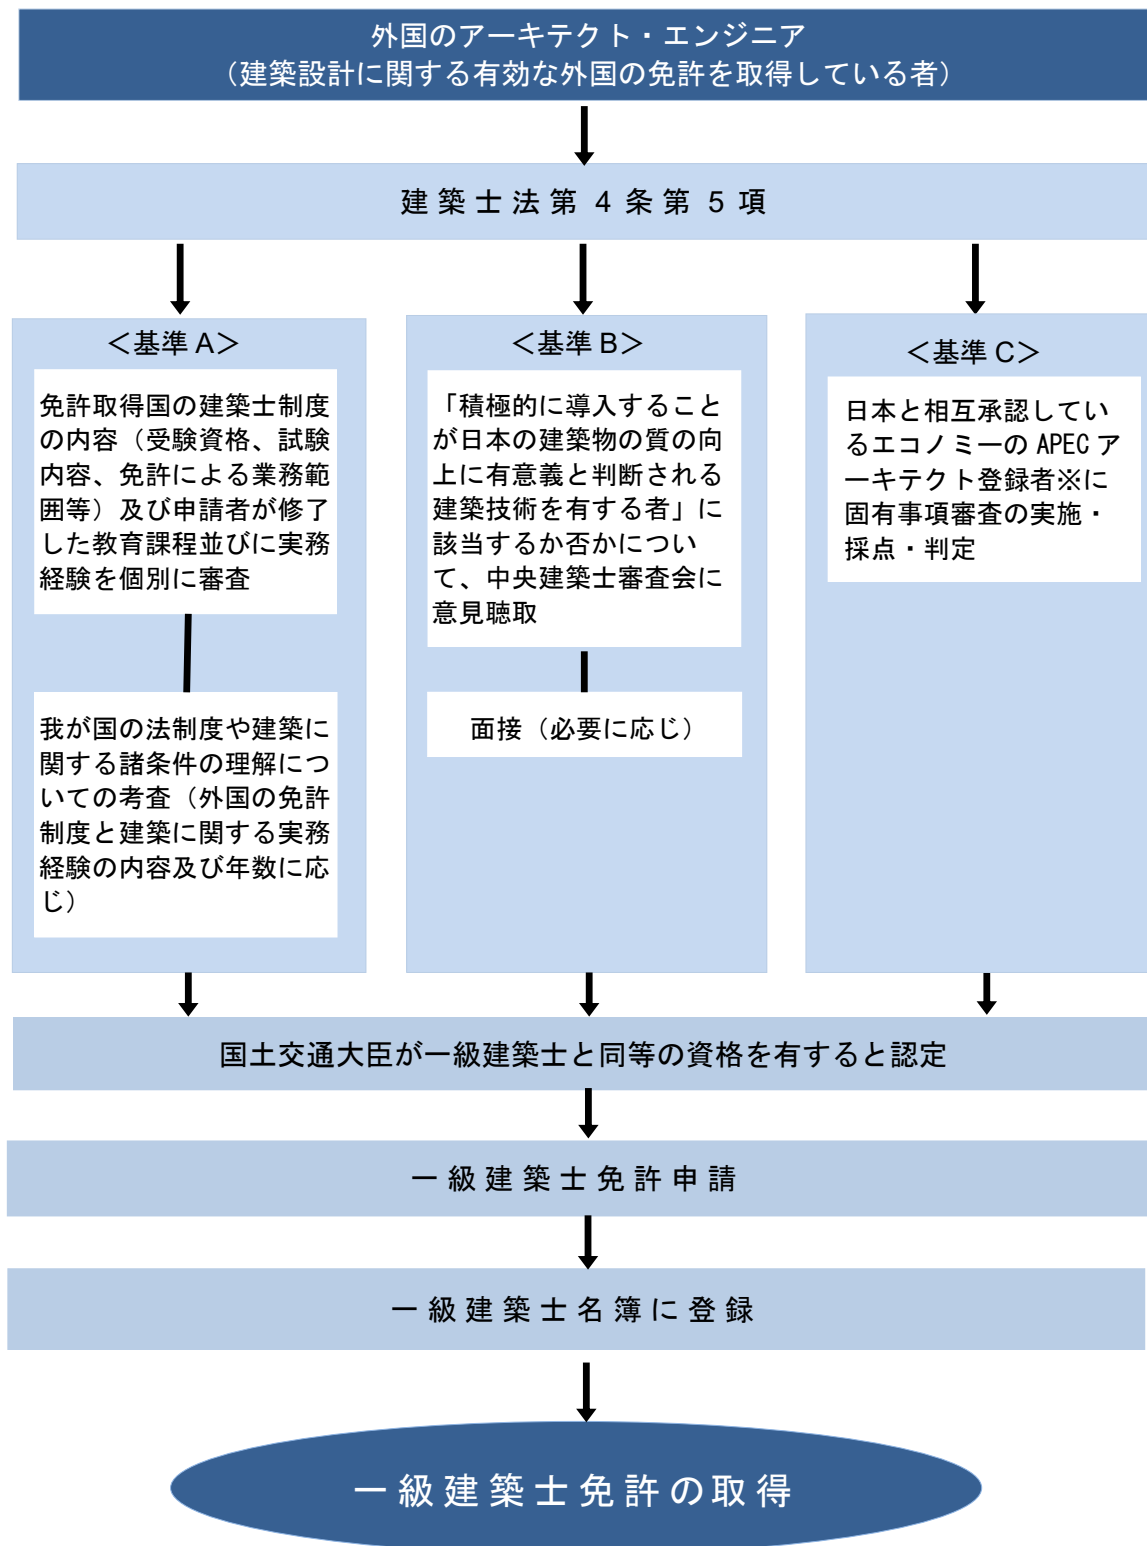 外国のアーキテクト・エンジニア
（建築設計に関する有効な外国の免許を取得している者）
建築士法第4条第5項
＜基準A＞
免許取得国の建築士制度
の内容（受験資格、試験
内容、免許による業務範
囲等）及び申請者が修了
した教育課程並びに実務
経験を個別に審査
我が国の法制度や建築に
関する諸条件の理解につ
いての考査（外国の免許
制度と建築に関する実務
経験の内容及び年数に応
じ）
＜基準B＞
「積極的に導入すること
が日本の建築物の質の向
上に有意義と判断される
建築技術を有する者」に
該当するか否かについ
て、中央建築士審査会に
意見聴取
面接（必要に応じ）
＜基準C＞
日本と相互承認してい
るエコノミーの APEC ア
ーキテクト登録者※に
固有事項審査の実施・
採点・判定
国土交通大臣が一級建築士と同等の資格を有すると認定
一級建築士免許申請
一級建築士名簿に登録
一級建築士免許の取得